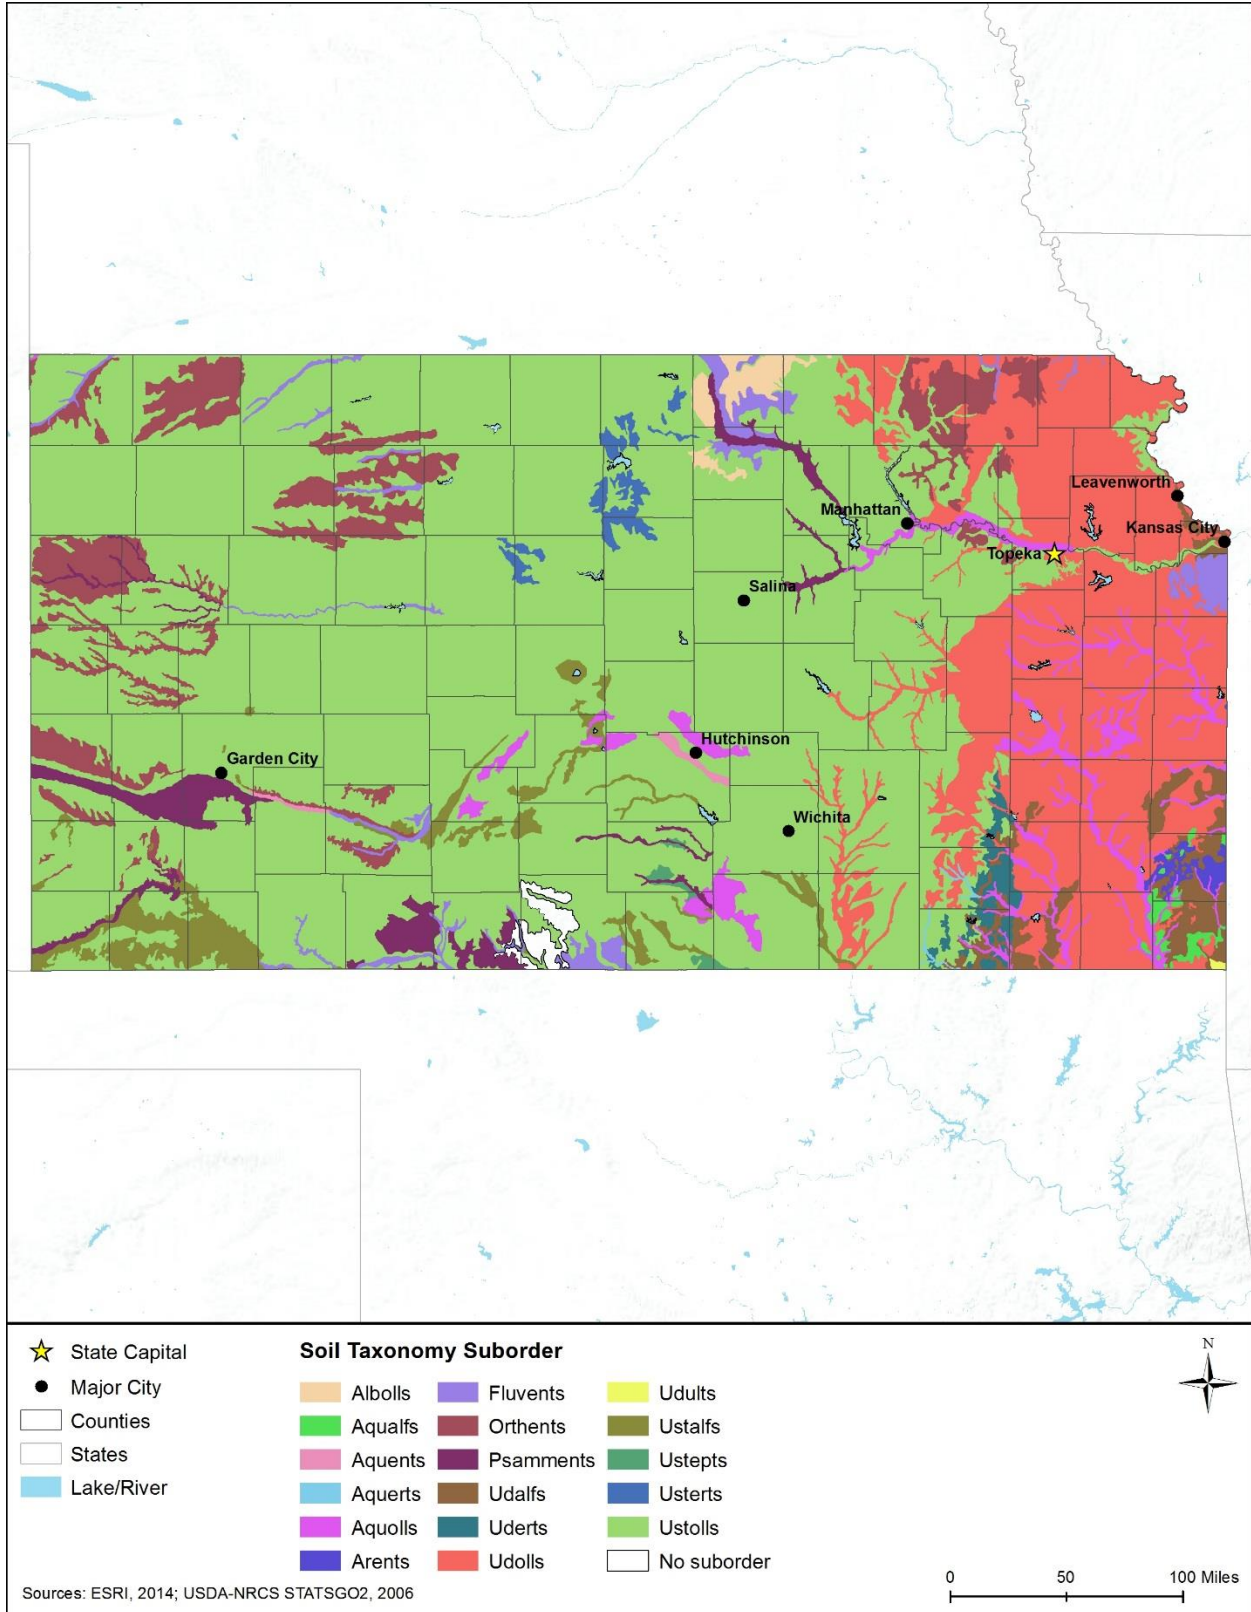 Leavenworth
Manhattan
Kansas City
Topeka
Salina
Hutchinson
Garden City
Wichita
State Capital
Major City
Counties
States
Lake/River
Soil Taxonomy Suborder
Albolls
Aqualfs
Aquents
Aquerts
Aquolls
Arents
Fluvents
Orthents
Psamments
Udalfs
Uderts
Udolls
Udults
Ustalfs
Ustepts
Usterts
Ustolls
No suborder
N
0 50 100 Miles
Sources: ESRI, 2014; USDA-NRCS STATSGO2, 2006